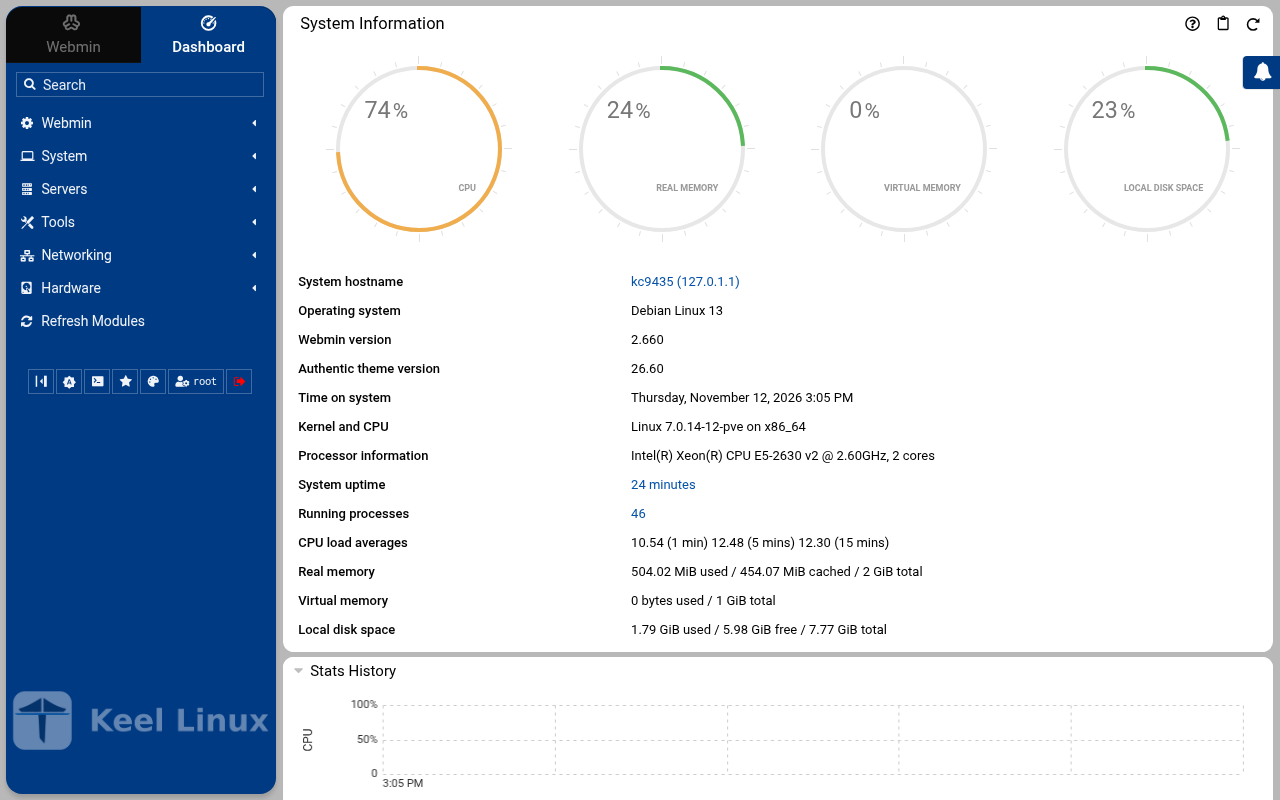 Webmin
Dashboard
Search
Webmin
System
Servers
Tools
Networking
Hardware
Refresh Modules
root
Keel Linux
System Information
74%
CPU
24%
REAL MEMORY
0%
VIRTUAL MEMORY
23%
LOCAL DISK SPACE
System hostname kc9435 (127.0.1.1)
Operating system Debian Linux 13
Webmin version 2.660
Authentic theme version 26.60
Time on system Thursday, November 12, 2026 3:05 PM
Kernel and CPU Linux 7.0.14-12-pve on x86_64
Processor information Intel(R) Xeon(R) CPU E5-2630 v2 @ 2.60GHz, 2 cores
System uptime 24 minutes
Running processes 46
CPU load averages 10.54 (1 min) 12.48 (5 mins) 12.30 (15 mins)
Real memory 504.02 MiB used / 454.07 MiB cached / 2 GiB total
Virtual memory 0 bytes used / 1 GiB total
Local disk space 1.79 GiB used / 5.98 GiB free / 7.77 GiB total
Stats History
CPU
100%
50%
0
3:05 PM